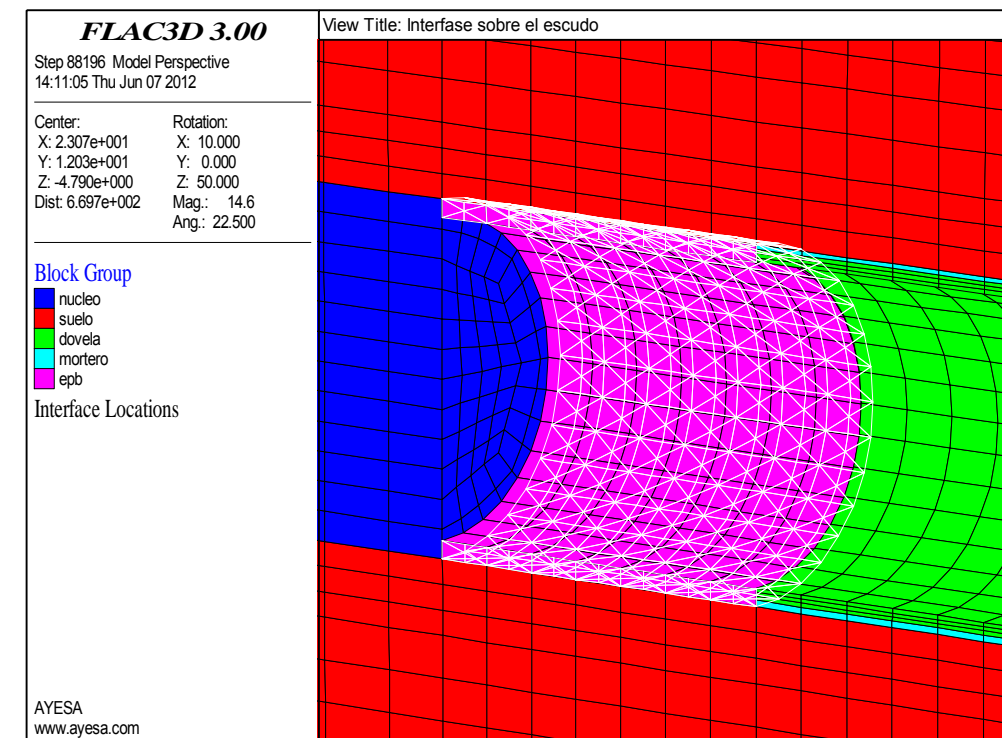 FLAC3D 3.00
Step 88196 Model Perspective
14:11:05 Thu Jun 07 2012
Center:
X: 2.307e+001
Y: 1.203e+001
Z: -4.790e+000
Dist: 6.697e+002
Rotation:
X: 10.000
Y: 0.000
Z: 50.000
Mag.: 14.6
Ang.: 22.500
Block Group
nucleo
suelo
dovela
mortero
epb
Interface Locations
AYESA
www.ayesa.com
View Title: Interfase sobre el escudo